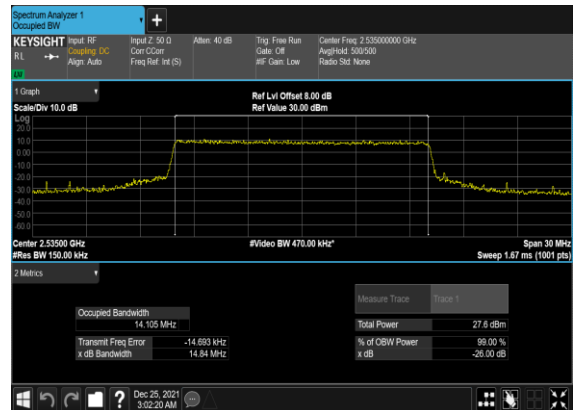 Spectrum Analyzer 1
Occupied BW
+
KEYSIGHT Input: RF Input Z: 50 Ω Atten: 40 dB Trig: Free Run Center Freq: 2.535000000 GHz
RL Coupling: DC Corr CCorr Gate: Off Avg|Hold: 500/500
Align: Auto Freq Ref: Int (S) #IF Gain: Low Radio Std: None
1 Graph
Ref Lvl Offset 8.00 dB
Scale/Div 10.0 dB Ref Value 30.00 dBm
Log
20.0
10.0
0.00
-10.0
-20.0
-30.0
-40.0
-50.0
-60.0
Center 2.53500 GHz #Video BW 470.00 kHz* Span 30 MHz
#Res BW 150.00 kHz Sweep 1.67 ms (1001 pts)
2 Metrics
Measure Trace Trace 1
Occupied Bandwidth
14.105 MHz Total Power 27.6 dBm
Transmit Freq Error -14.693 kHz % of OBW Power 99.00 %
x dB Bandwidth 14.84 MHz x dB -26.00 dB
? Dec 25, 2021
3:02:20 AM